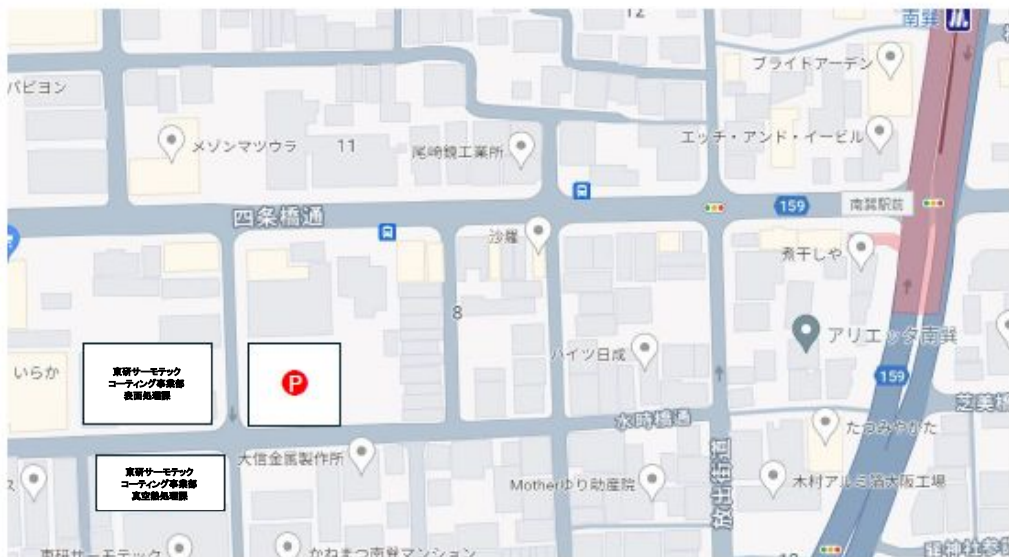 12
南巽
ブライトアーデン
パピヨン
メゾンマツウラ
11
尾崎鏡工業所
エッチ・アンド・イービル
四条橋通
159
南巽駅前
沙羅
煮干しや
8
アリエッタ南巽
ハイツ日成
いらか
東研サーモテック
コーティング事業部
表面処理課
P
159
芝美橋
水時橋通
たつみやかた
大信金属製作所
東研サーモテック
コーティング事業部
真空熱処理課
ス
Motherゆり助産院
放出街道
木村アルミ箔大阪工場
東研サーモテック
かねまつ南巽マンション